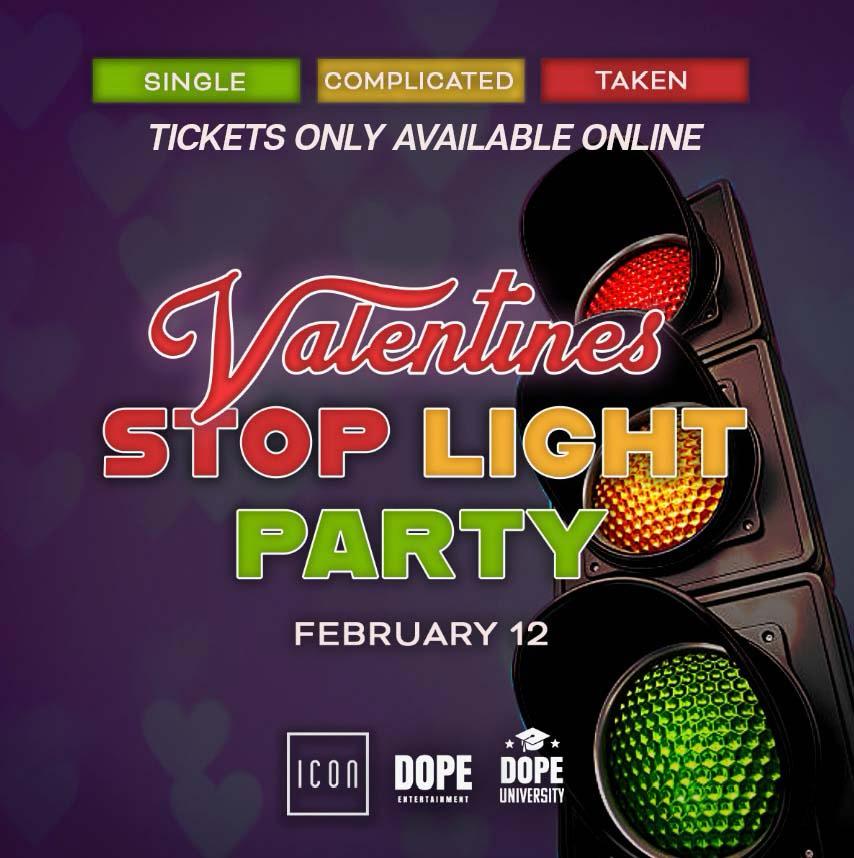 SINGLE COMPLICATED TAKEN
TICKETS ONLY AVAILABLE ONLINE
Valentines
STOP LIGHT
PARTY
FEBRUARY 12
ICON
DOPE
ENTERTAINMENT
DOPE
UNIVERSITY